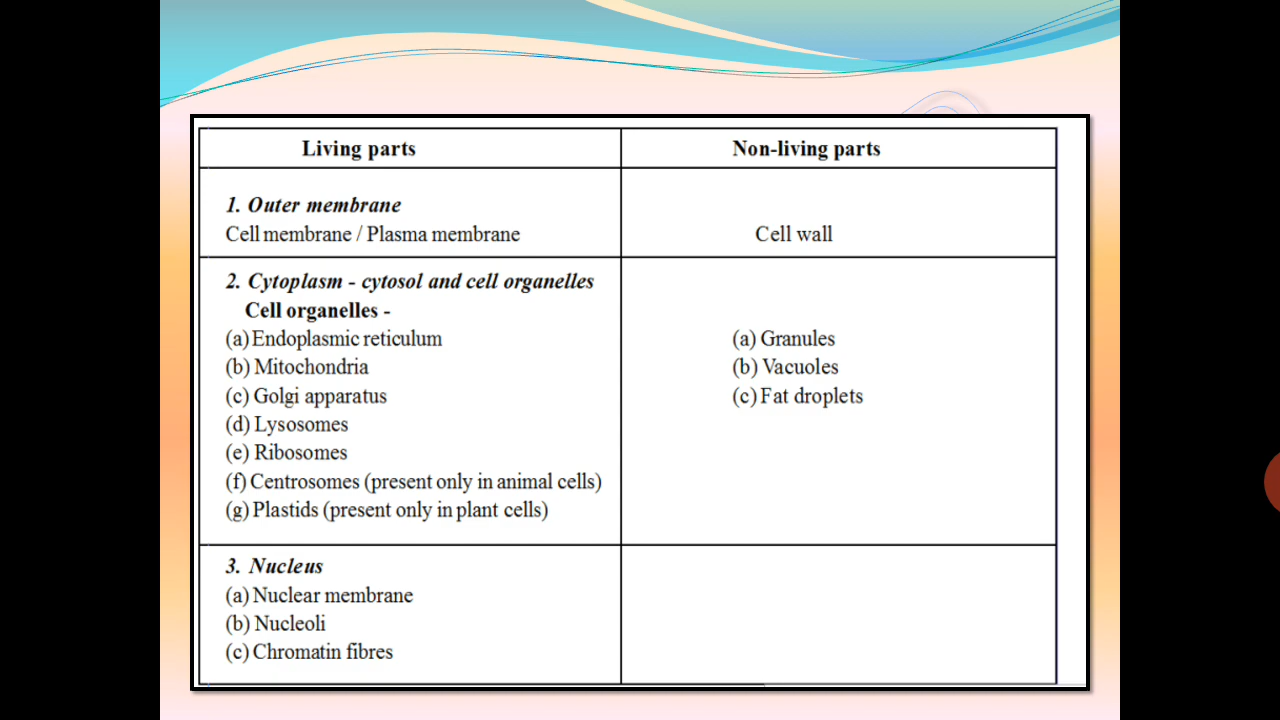 Living parts Non-living parts
1. Outer membrane
Cell membrane / Plasma membrane Cell wall
2. Cytoplasm - cytosol and cell organelles
Cell organelles -
(a) Endoplasmic reticulum (a) Granules
(b) Mitochondria (b) Vacuoles
(c) Golgi apparatus (c) Fat droplets
(d) Lysosomes
(e) Ribosomes
(f) Centrosomes (present only in animal cells)
(g) Plastids (present only in plant cells)
3. Nucleus
(a) Nuclear membrane
(b) Nucleoli
(c) Chromatin fibres